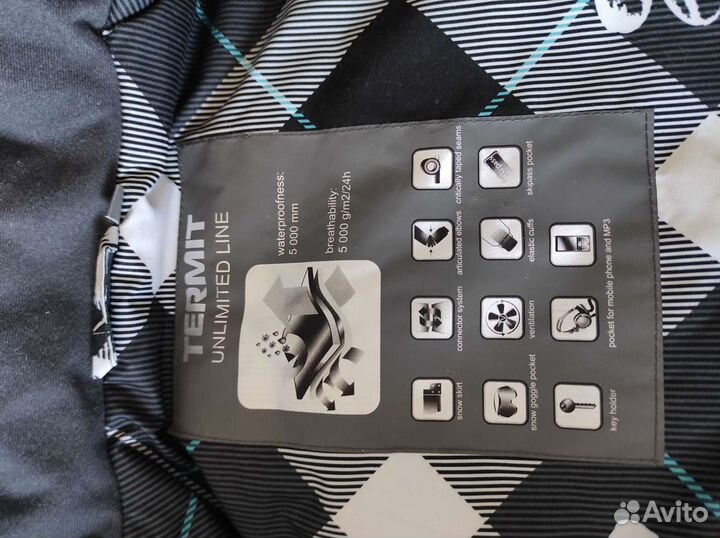 TERMIT
UNLIMITED LINE
waterproofness:
5 000 mm
breathability:
5 000 g/m2/24h
snow skirt
connector system
articulated elbows
critically taped seams
snow goggle pocket
ventilation
elastic cuffs
skipass pocket
key holder
pocket for mobile phone and MP3
Avito